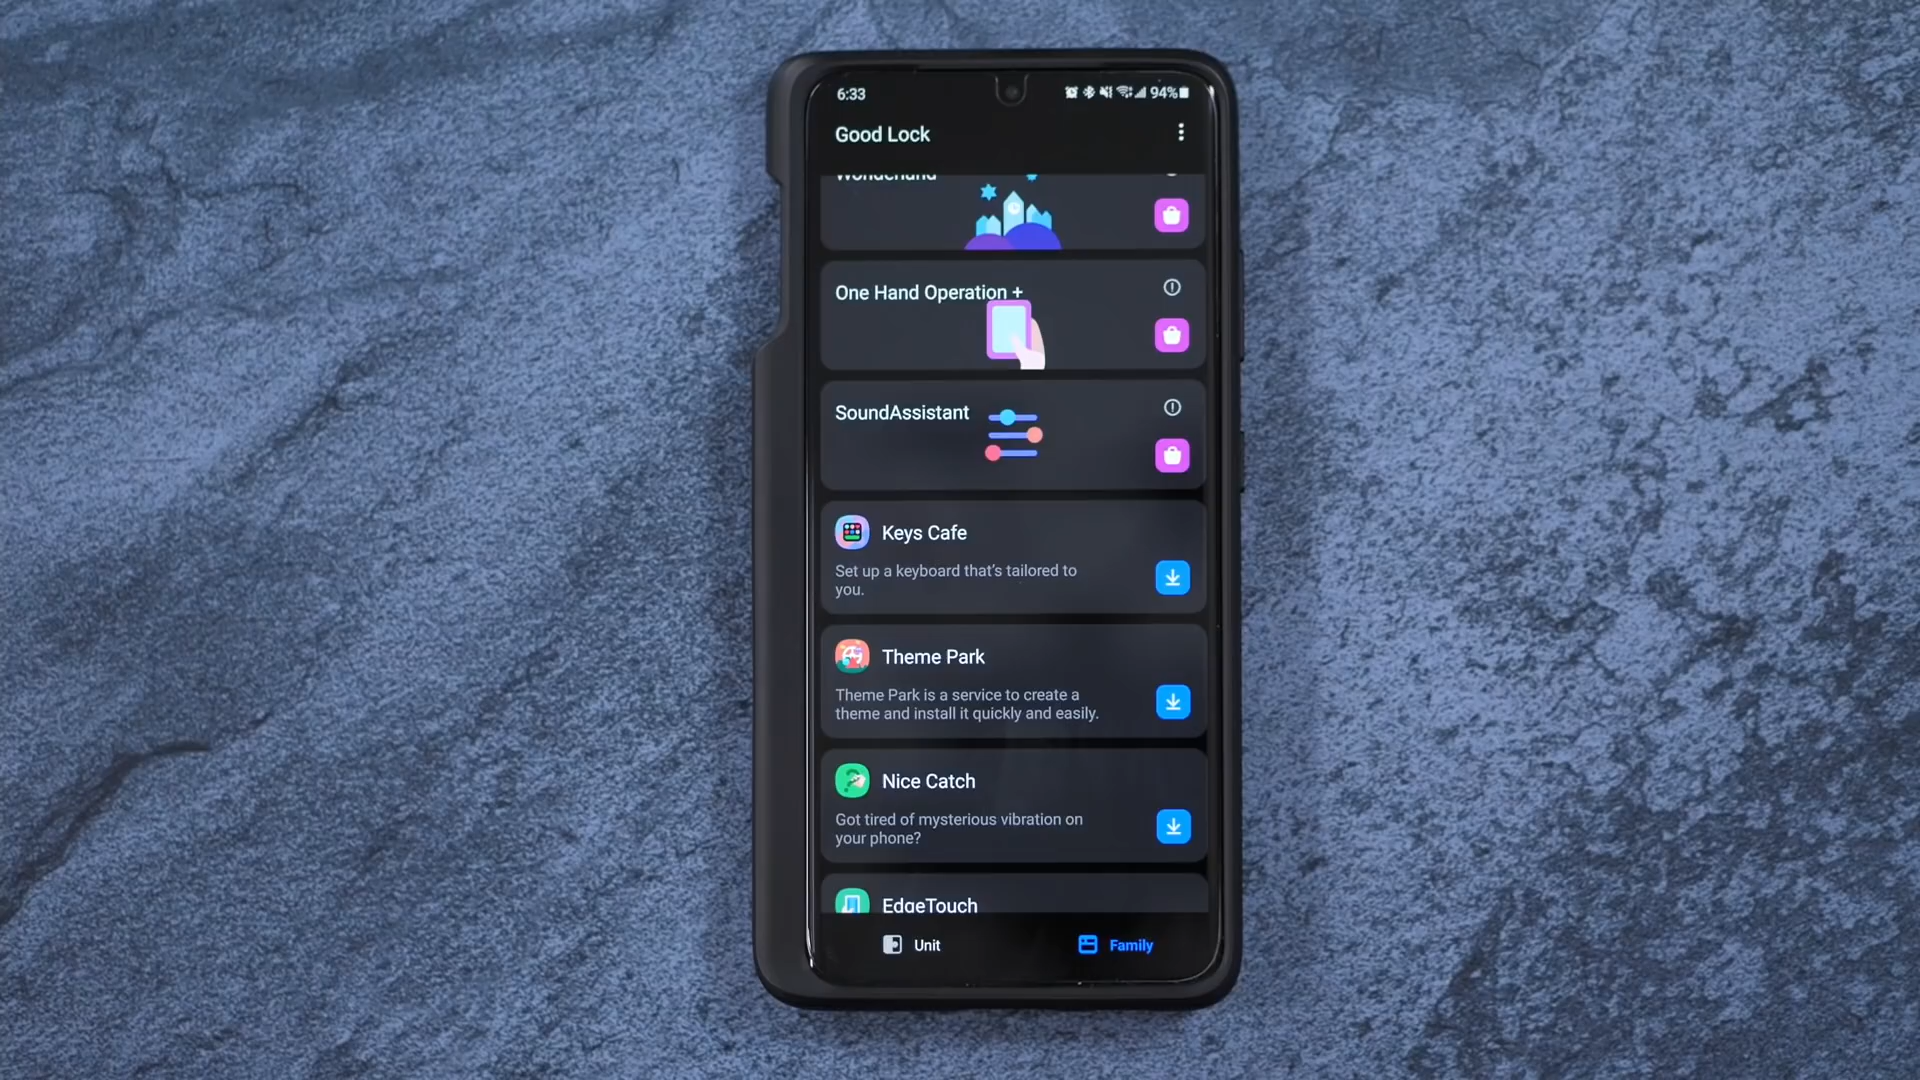 6:33
94%
Good Lock
Wonderland
One Hand Operation +
SoundAssistant
Keys Cafe
Set up a keyboard that's tailored to
you.
Theme Park
Theme Park is a service to create a
theme and install it quickly and easily.
Nice Catch
Got tired of mysterious vibration on
your phone?
EdgeTouch
Unit
Family